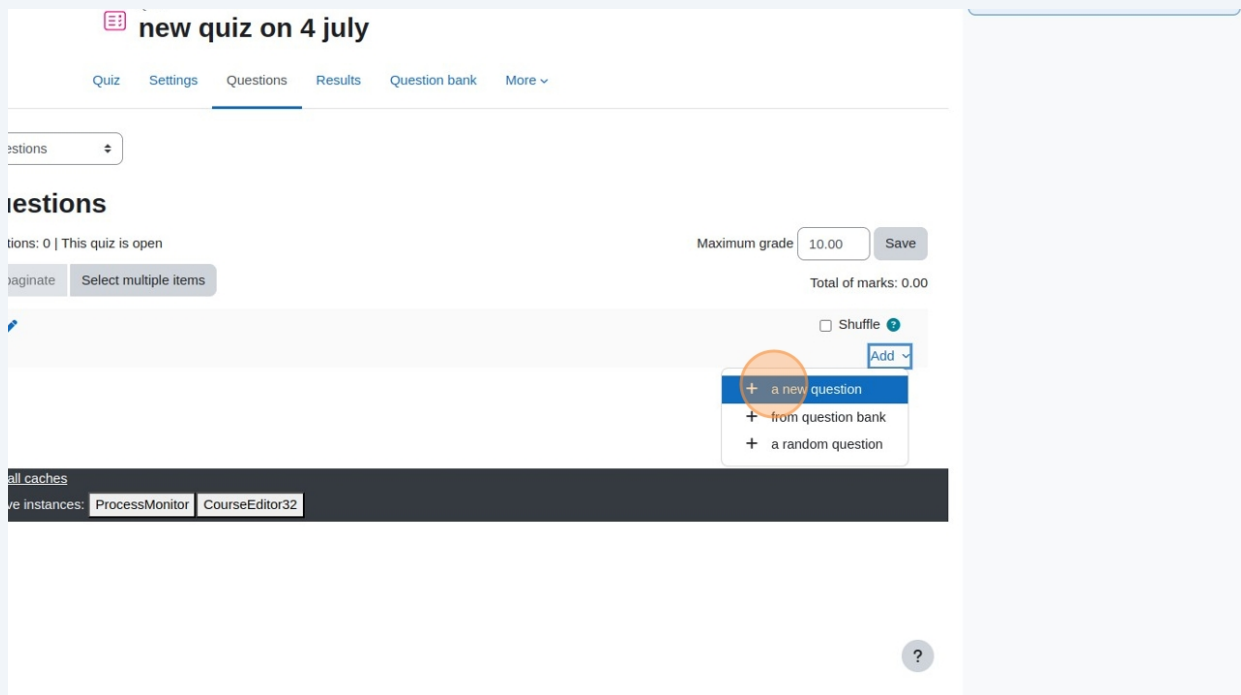 new quiz on 4 july
Quiz Settings Questions Results Question bank More
estions
estions
tions: 0 | This quiz is open
Maximum grade 10.00 Save
paginate Select multiple items
Total of marks: 0.00
Shuffle ?
Add
+ a new question
+ from question bank
+ a random question
all caches
ve instances: ProcessMonitor CourseEditor32
?